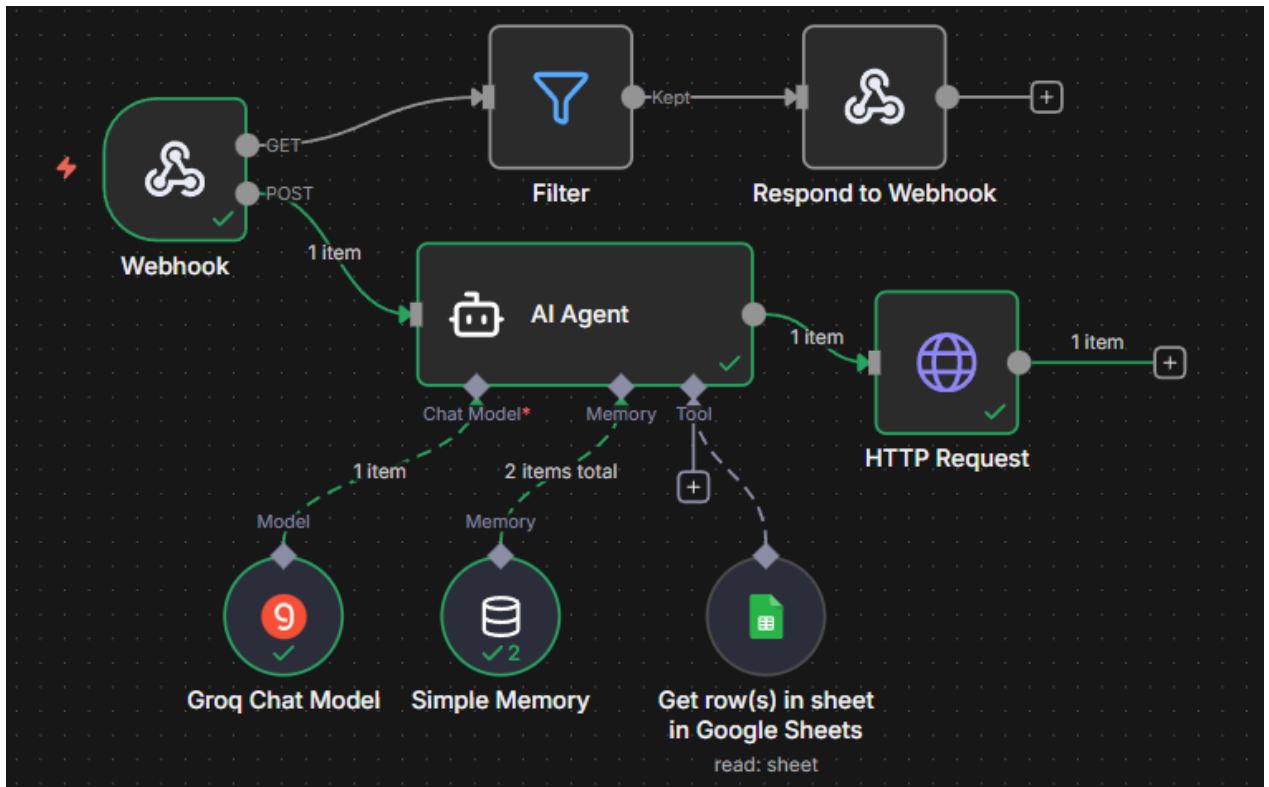 GET
POST
Webhook
Filter
Kept
Respond to Webhook
1 item
AI Agent
1 item
1 item
HTTP Request
Chat Model*
Memory
Tool
1 item
2 items total
Model
Memory
2
Groq Chat Model
Simple Memory
Get row(s) in sheet
in Google Sheets
read: sheet